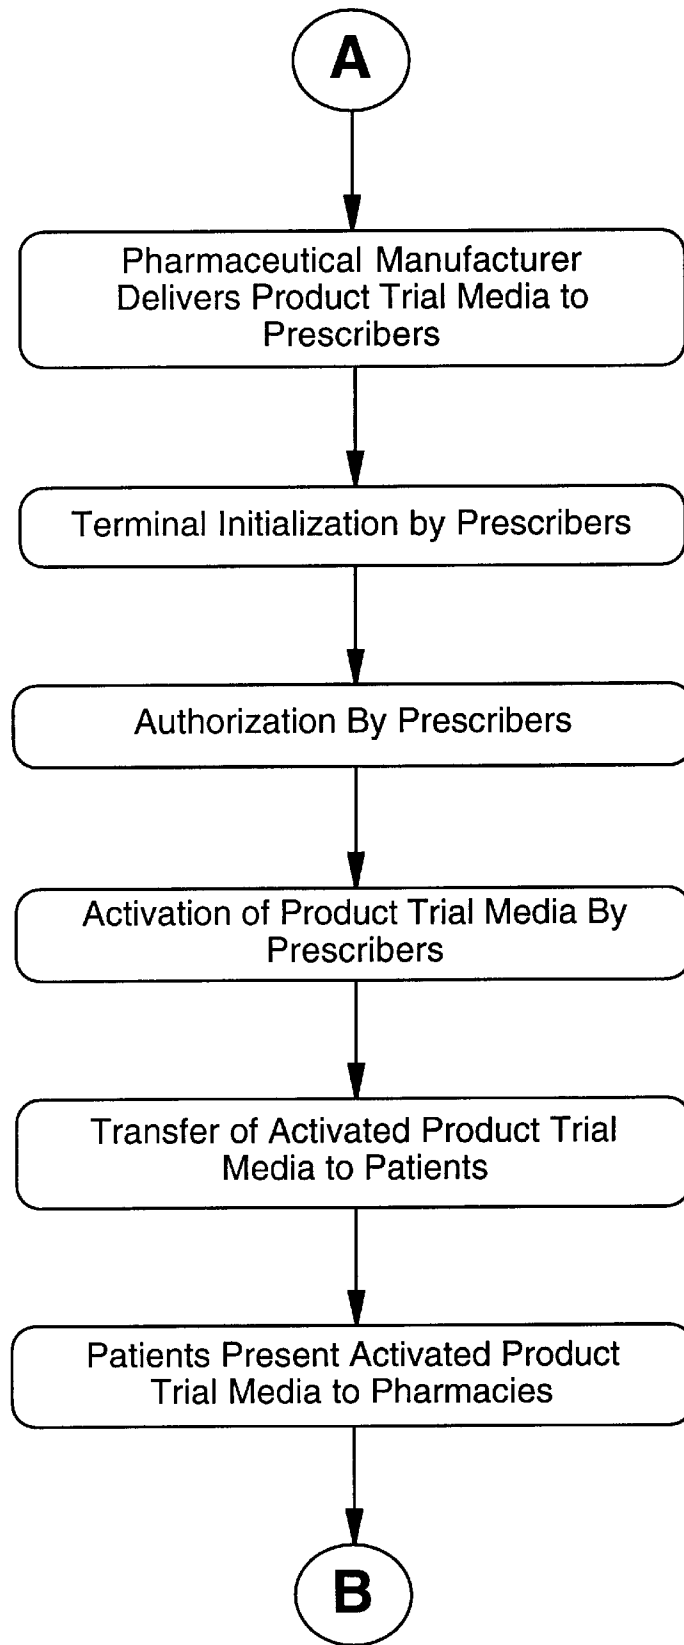 A
Pharmaceutical Manufacturer
Delivers Product Trial Media to
Prescribers
Terminal Initialization by Prescribers
Authorization By Prescribers
Activation of Product Trial Media By
Prescribers
Transfer of Activated Product Trial
Media to Patients
Patients Present Activated Product
Trial Media to Pharmacies
B